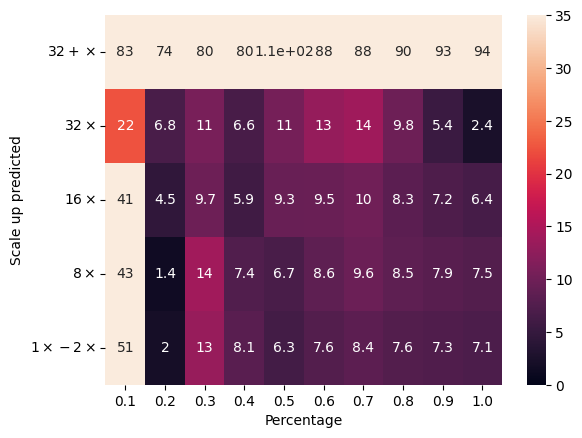 Scale up predicted
32 + × 83 74 80 80 1.1e+02 88 88 90 93 94
32 × 22 6.8 11 6.6 11 13 14 9.8 5.4 2.4
16 × 41 4.5 9.7 5.9 9.3 9.5 10 8.3 7.2 6.4
8 × 43 1.4 14 7.4 6.7 8.6 9.6 8.5 7.9 7.5
1 × − 2 × 51 2 13 8.1 6.3 7.6 8.4 7.6 7.3 7.1
0.1 0.2 0.3 0.4 0.5 0.6 0.7 0.8 0.9 1.0
Percentage
35
30
25
20
15
10
5
0